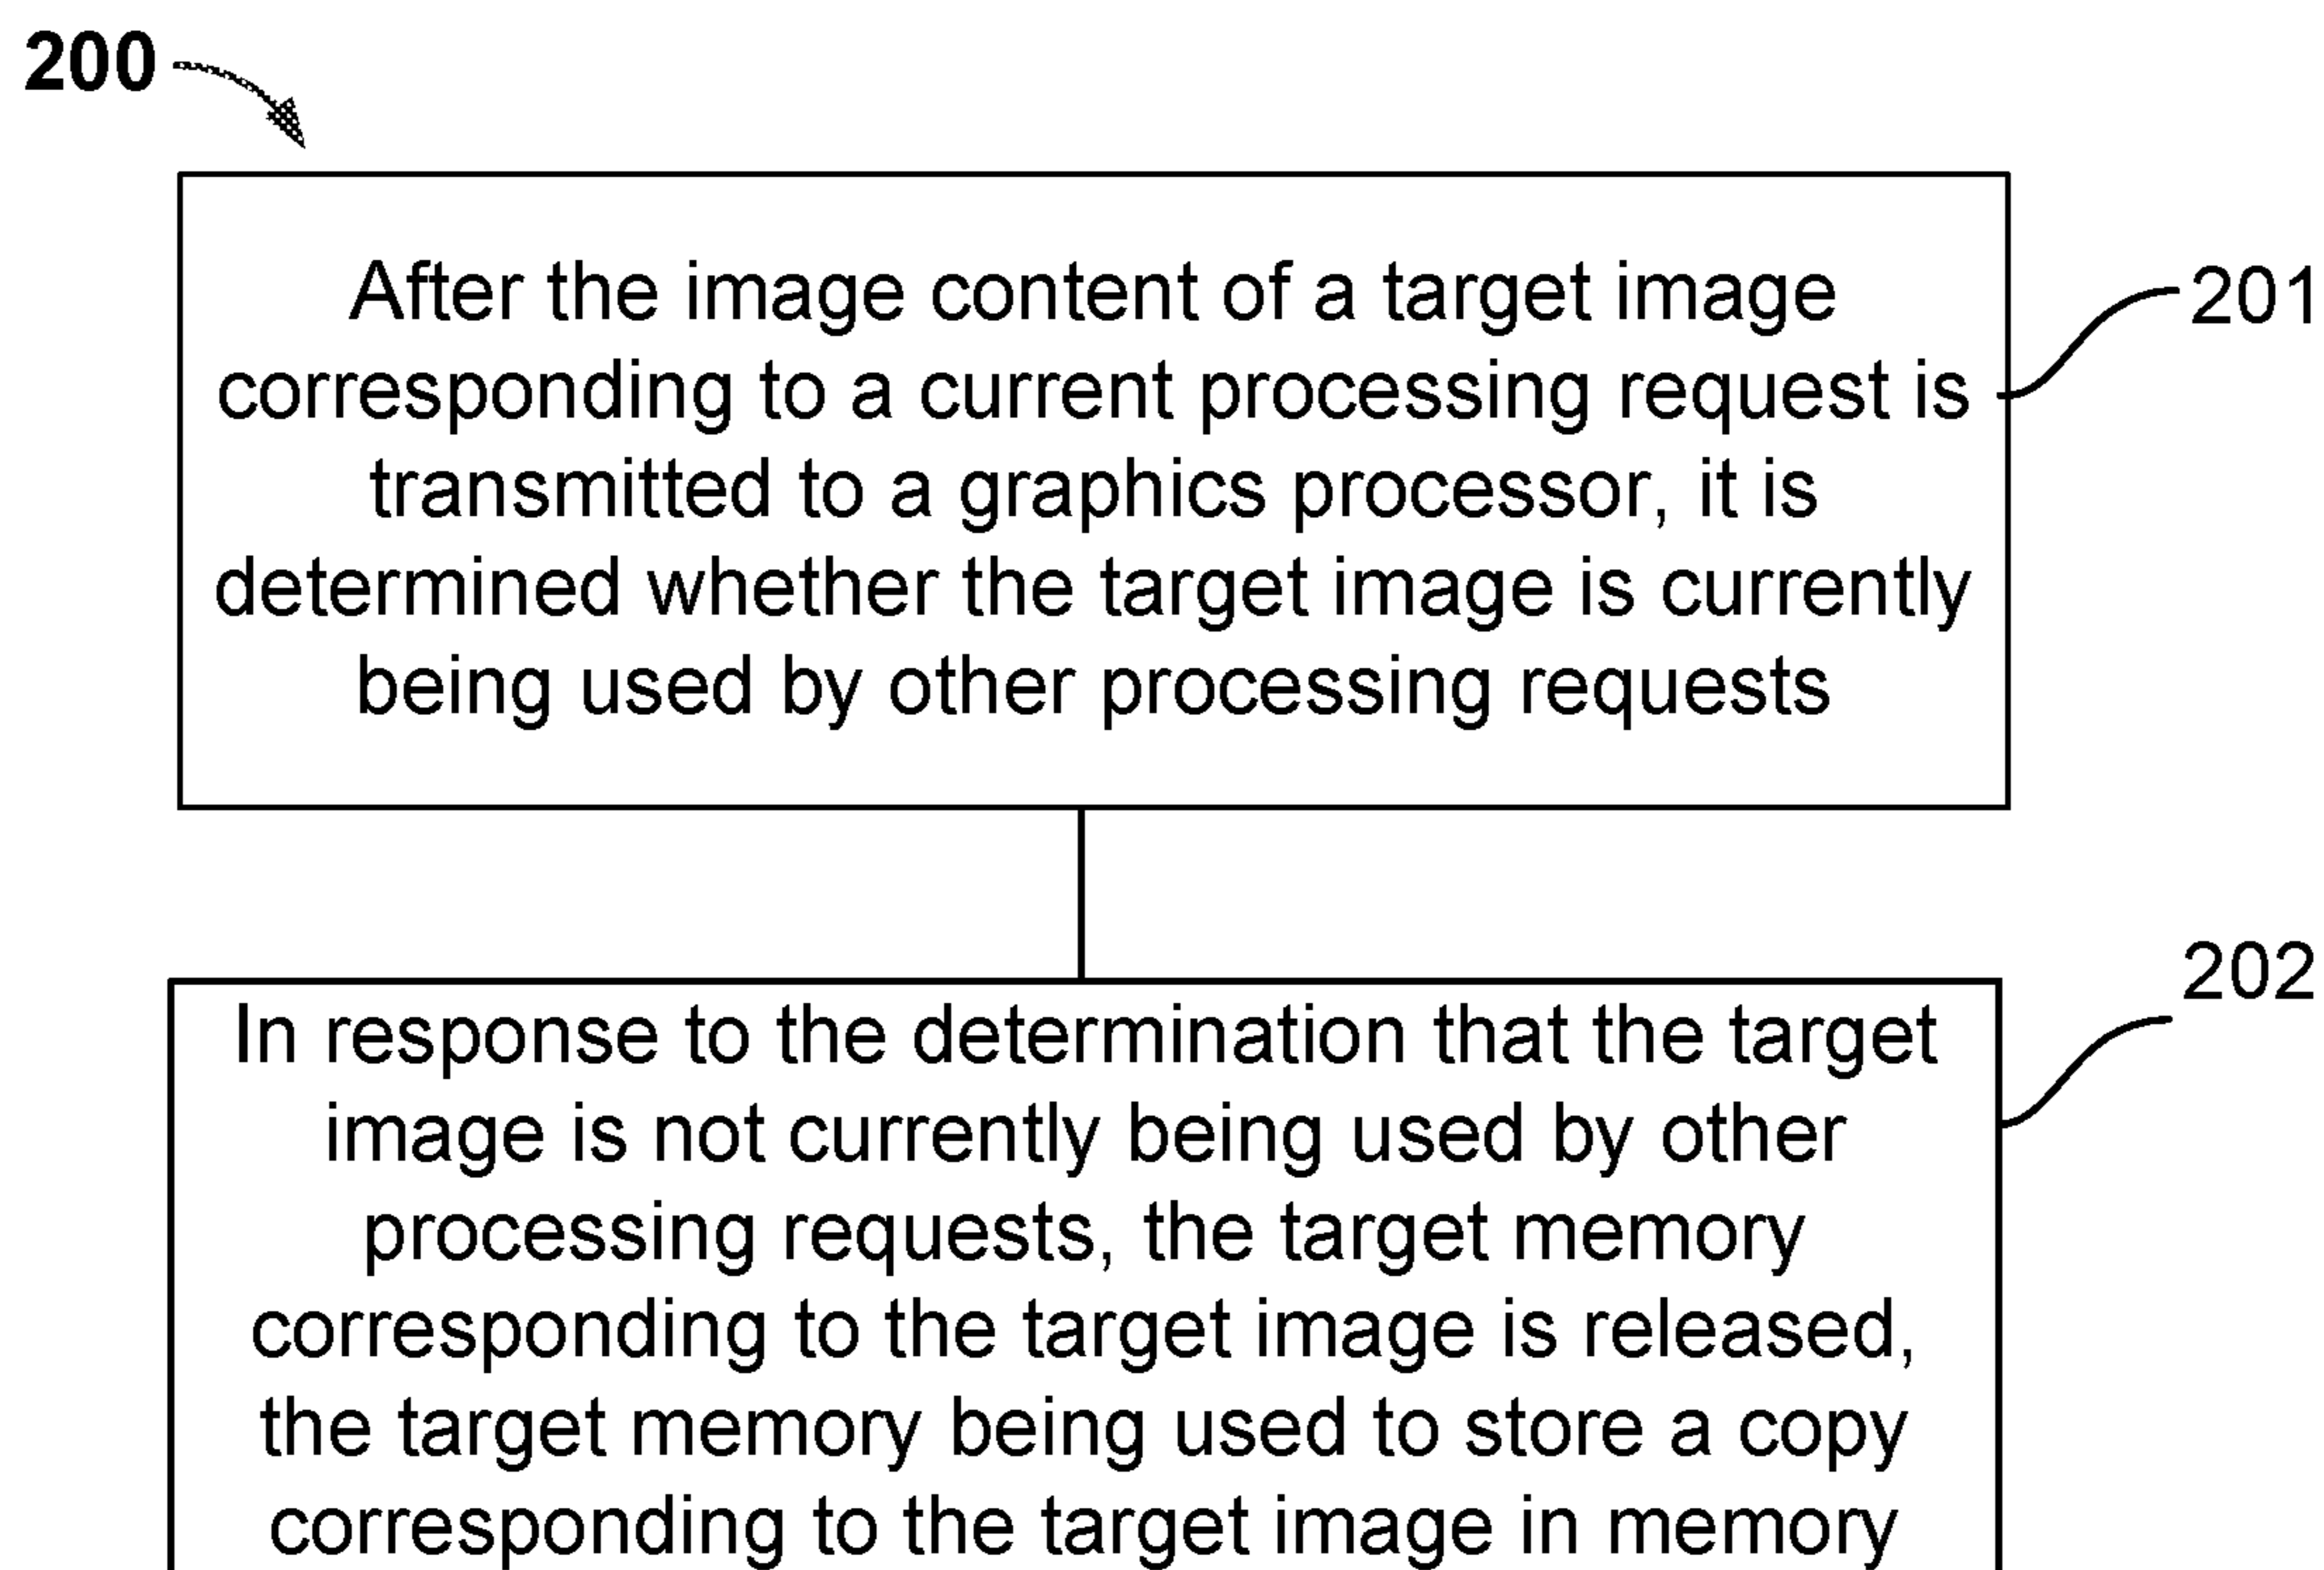 200
After the image content of a target image
corresponding to a current processing request is
transmitted to a graphics processor, it is
determined whether the target image is currently
being used by other processing requests
201
In response to the determination that the target
image is not currently being used by other
processing requests, the target memory
corresponding to the target image is released,
the target memory being used to store a copy
corresponding to the target image in memory
202